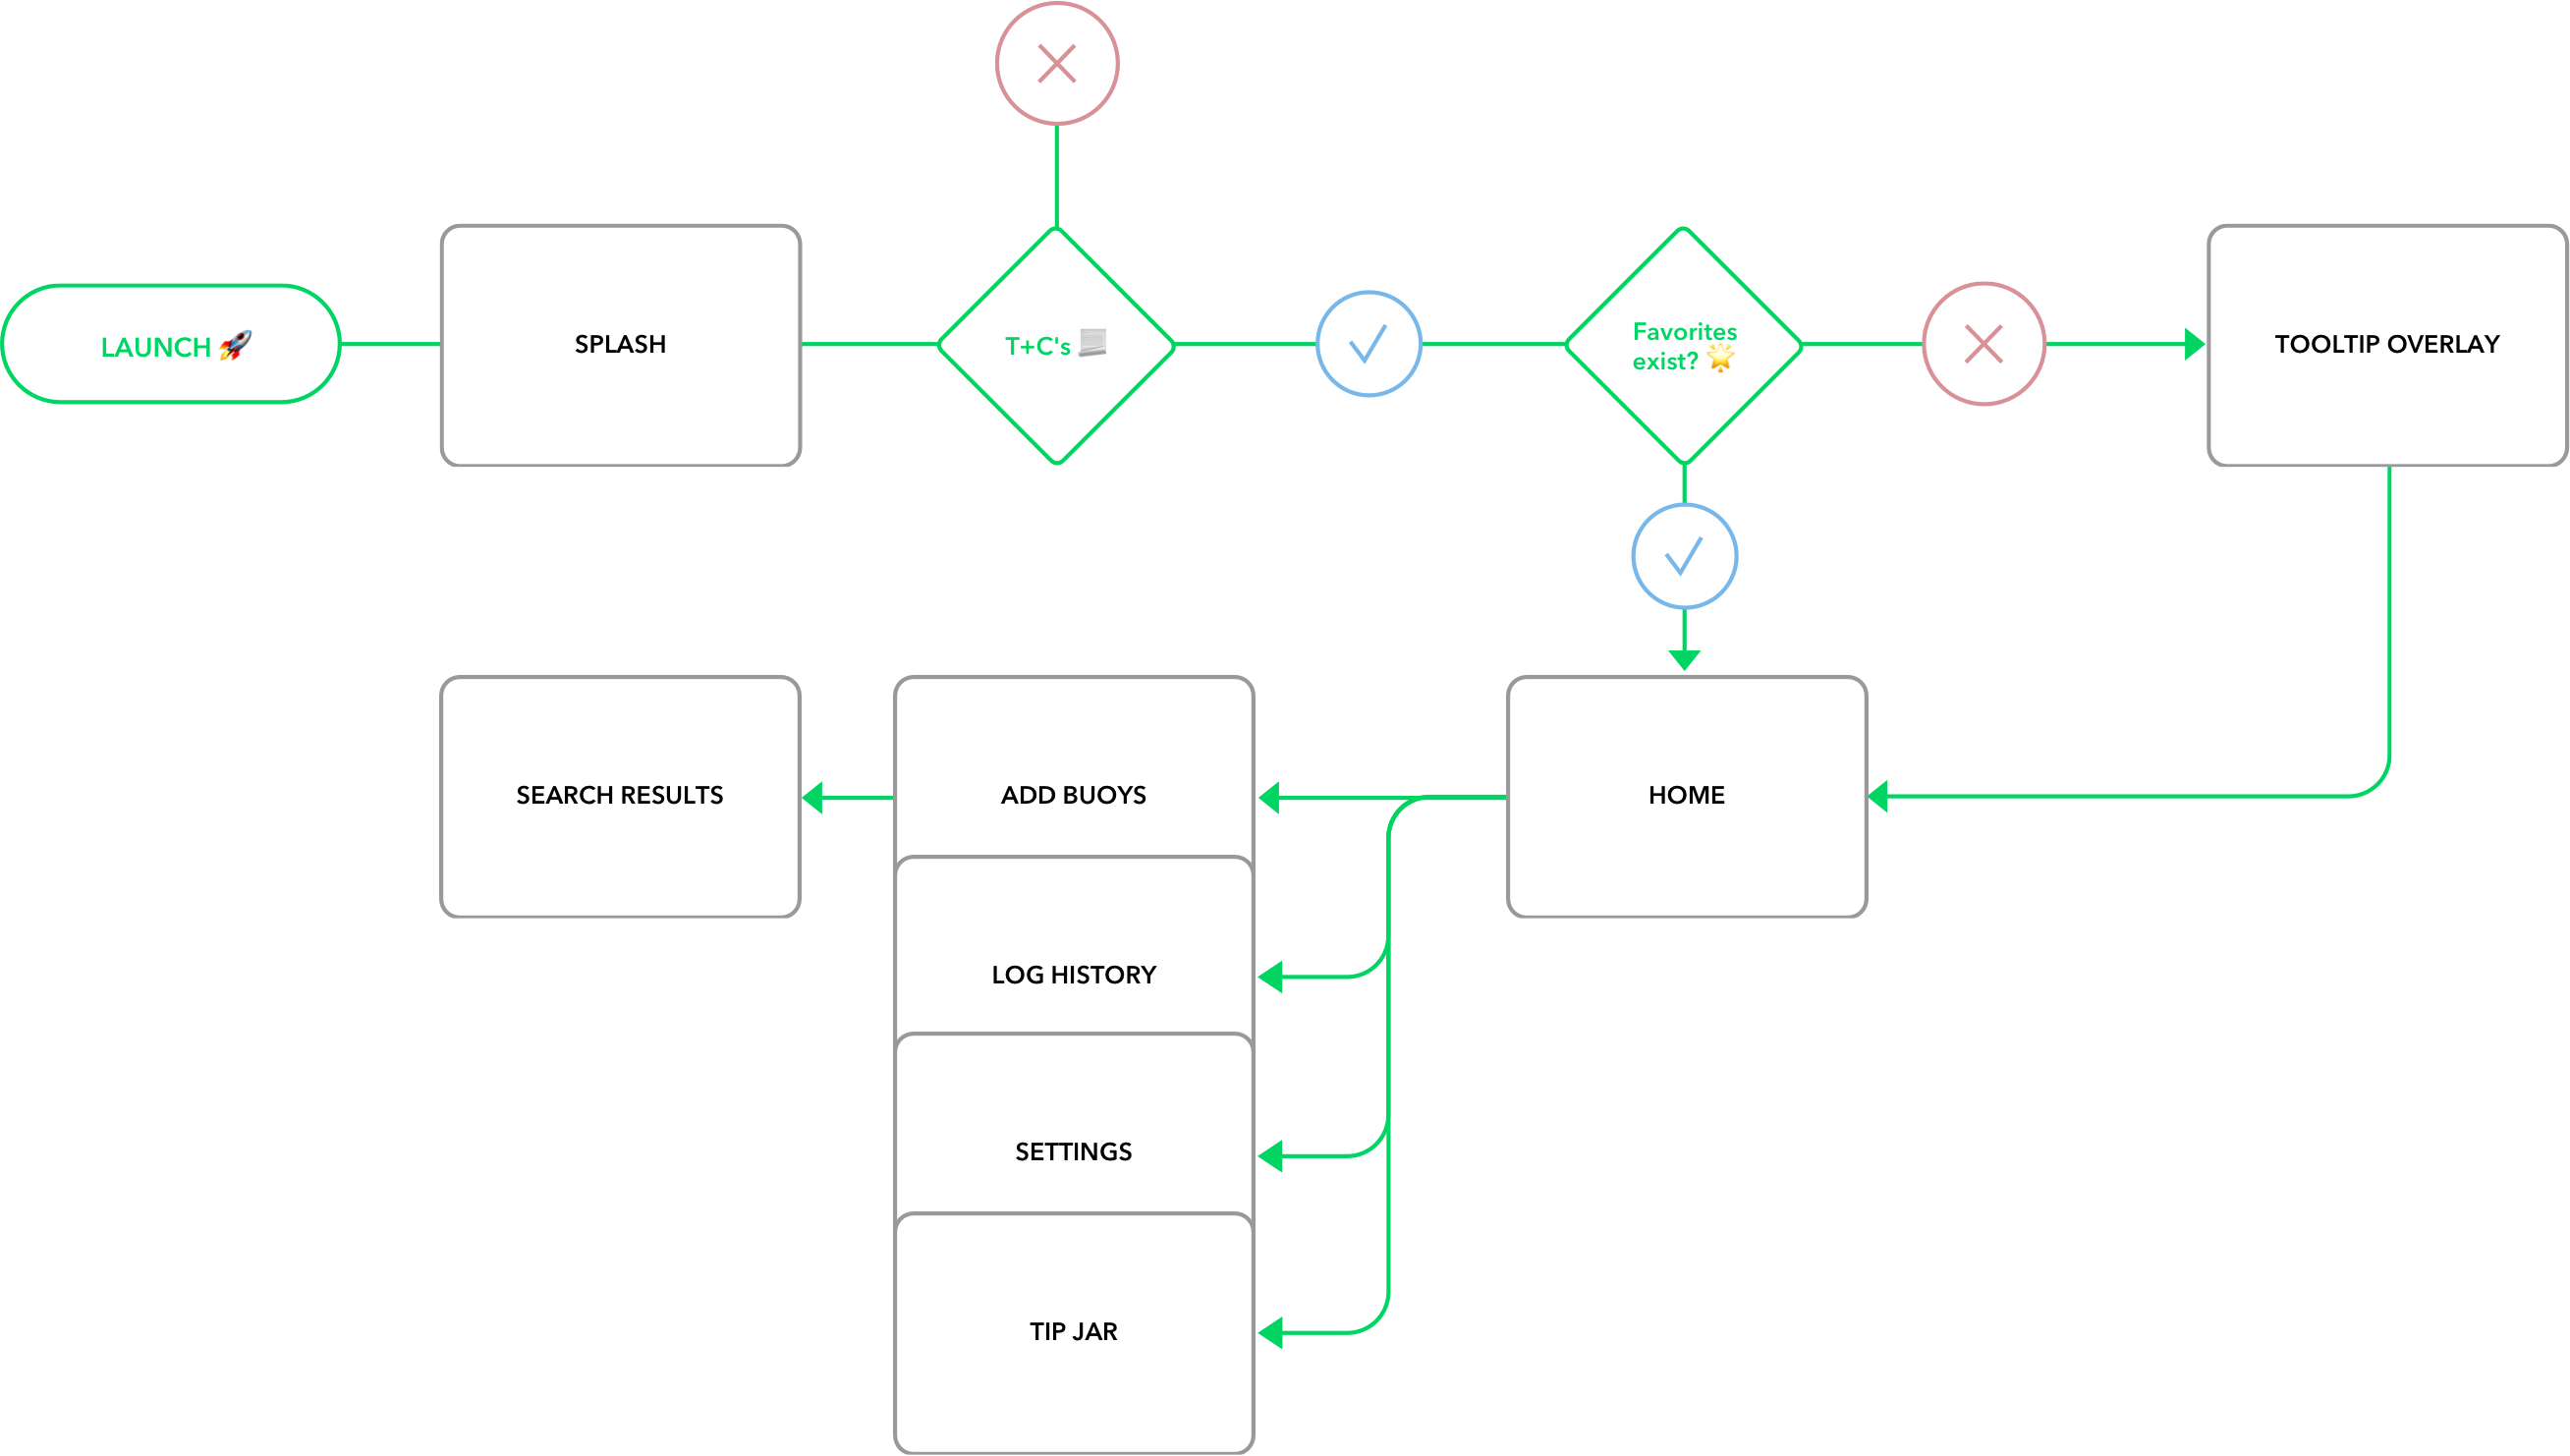 LAUNCH 🚀
SPLASH
T+C's 📜
Favorites
exist? 🌟
TOOLTIP OVERLAY
SEARCH RESULTS
ADD BUOYS
HOME
LOG HISTORY
SETTINGS
TIP JAR